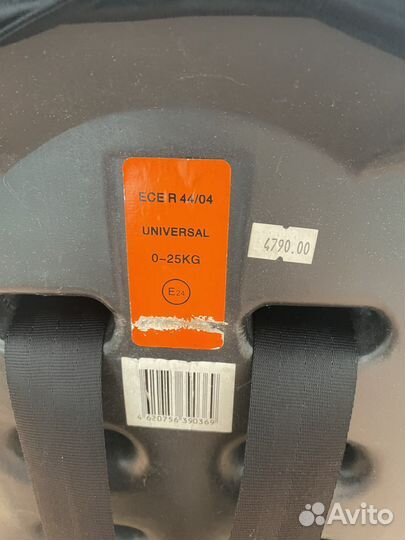 ECE R 44/04
UNIVERSAL
0-25KG
E24
4790.00
4 620756 390369
Avito